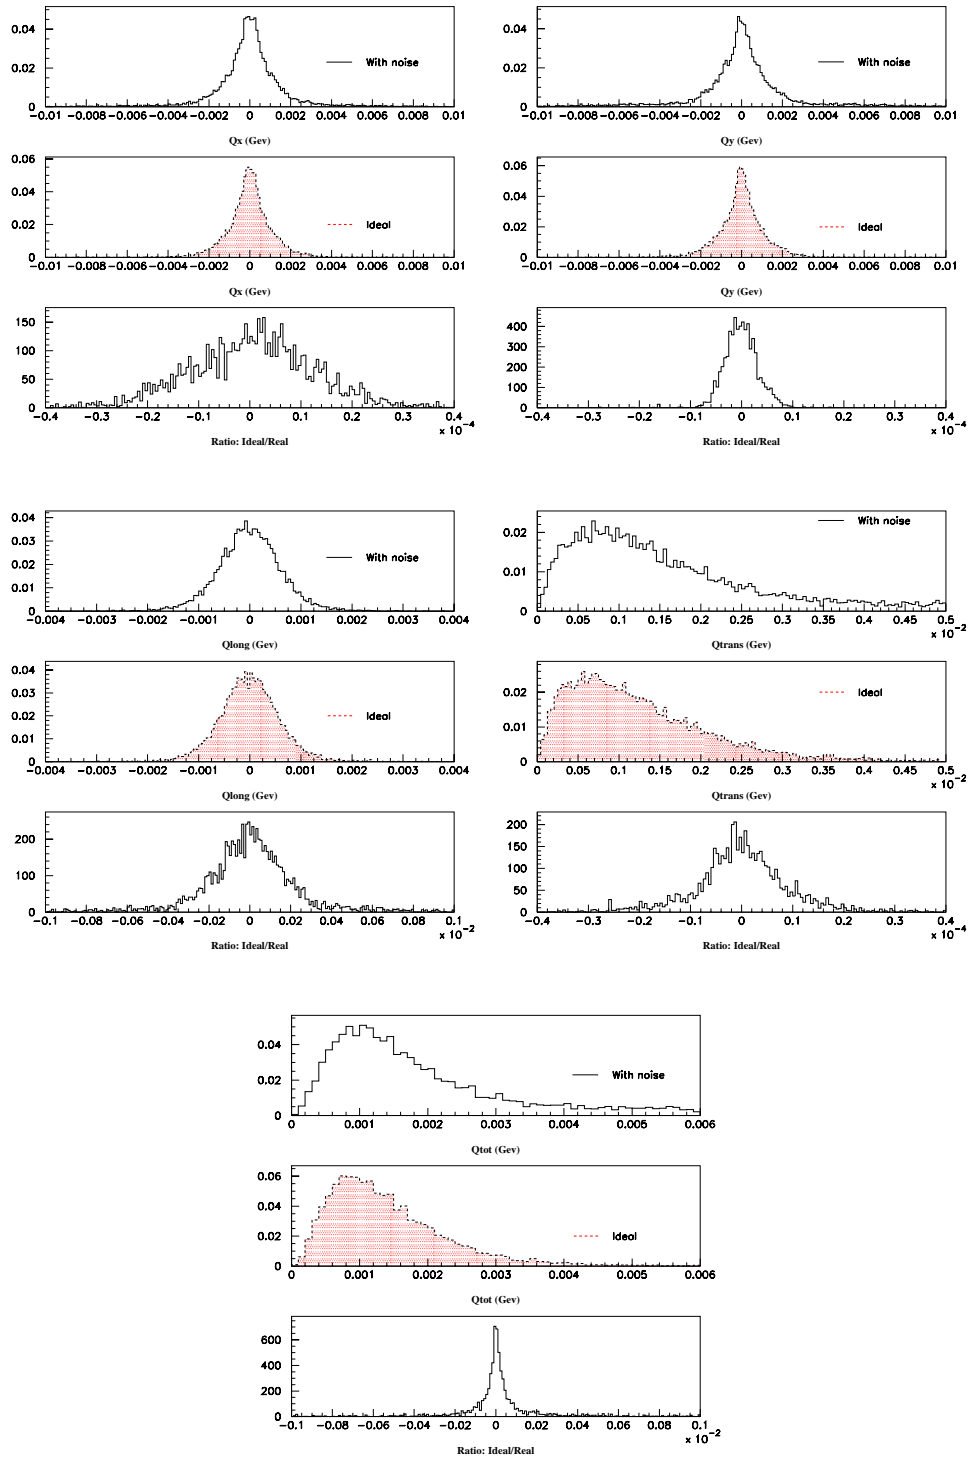 0.04
0.02
0
With noise
-0.01 -0.008 -0.006 -0.004 -0.002 0 0.002 0.004 0.006 0.008 0.01
Qx (Gev)
0.04
0.02
0
With noise
-0.01 -0.008 -0.006 -0.004 -0.002 0 0.002 0.004 0.006 0.008 0.01
Qy (Gev)
0.06
0.04
0.02
0
Ideal
-0.01 -0.008 -0.006 -0.004 -0.002 0 0.002 0.004 0.006 0.008 0.01
Qx (Gev)
0.06
0.04
0.02
0
Ideal
-0.01 -0.008 -0.006 -0.004 -0.002 0 0.002 0.004 0.006 0.008 0.01
Qy (Gev)
150
100
50
0
-0.4 -0.3 -0.2 -0.1 0 0.1 0.2 0.3 0.4
x 10⁻⁴
Ratio: Ideal/Real
400
300
200
100
0
-0.4 -0.3 -0.2 -0.1 0 0.1 0.2 0.3 0.4
x 10⁻⁴
Ratio: Ideal/Real
0.04
0.03
0.02
0.01
0
With noise
-0.004 -0.003 -0.002 -0.001 0 0.001 0.002 0.003 0.004
Qlong (Gev)
0.02
0.01
0
With noise
0 0.05 0.1 0.15 0.2 0.25 0.3 0.35 0.4 0.45 0.5
x 10⁻²
Qtrans (Gev)
0.04
0.03
0.02
0.01
0
Ideal
-0.004 -0.003 -0.002 -0.001 0 0.001 0.002 0.003 0.004
Qlong (Gev)
0.02
0.01
0
Ideal
0 0.05 0.1 0.15 0.2 0.25 0.3 0.35 0.4 0.45 0.5
x 10⁻²
Qtrans (Gev)
200
100
0
-0.1 -0.08 -0.06 -0.04 -0.02 0 0.02 0.04 0.06 0.08 0.1
x 10⁻²
Ratio: Ideal/Real
200
150
100
50
0
-0.4 -0.3 -0.2 -0.1 0 0.1 0.2 0.3 0.4
x 10⁻⁴
Ratio: Ideal/Real
0.04
0.02
0
With noise
0 0.001 0.002 0.003 0.004 0.005 0.006
Qtot (Gev)
0.06
0.04
0.02
0
Ideal
0 0.001 0.002 0.003 0.004 0.005 0.006
Qtot (Gev)
600
400
200
0
-0.1 -0.08 -0.06 -0.04 -0.02 0 0.02 0.04 0.06 0.08 0.1
x 10⁻²
Ratio: Ideal/Real